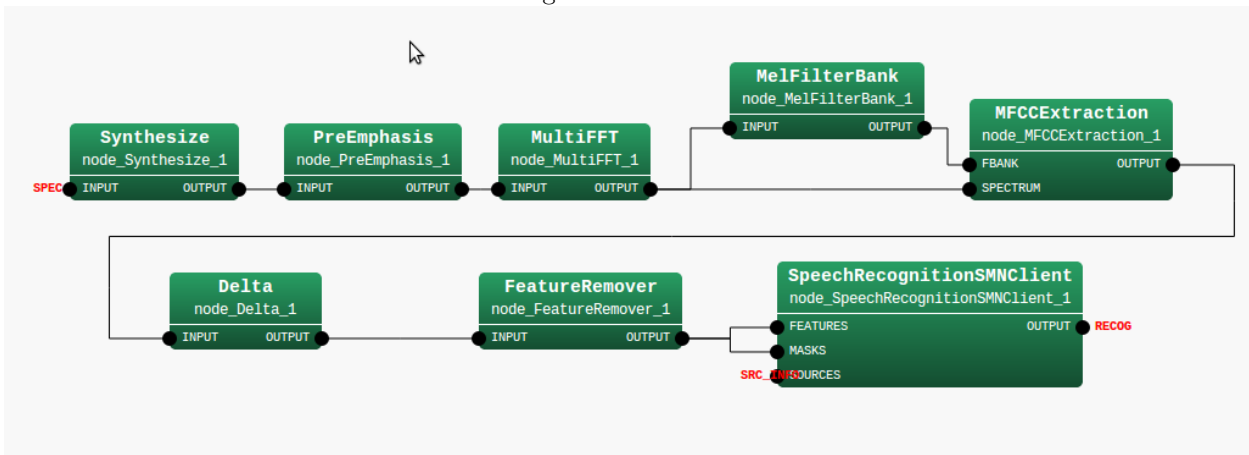 MelFilterBank
node_MelFilterBank_1
INPUT OUTPUT
MFCCExtraction
node_MFCCExtraction_1
FBANK OUTPUT
SPECTRUM
Synthesize
node_Synthesize_1
SPEC INPUT OUTPUT
PreEmphasis
node_PreEmphasis_1
INPUT OUTPUT
MultiFFT
node_MultiFFT_1
INPUT OUTPUT
Delta
node_Delta_1
INPUT OUTPUT
FeatureRemover
node_FeatureRemover_1
INPUT OUTPUT
SpeechRecognitionSMNClient
node_SpeechRecognitionSMNClient_1
FEATURES OUTPUT RECOG
MASKS
SRC_INFO SOURCES